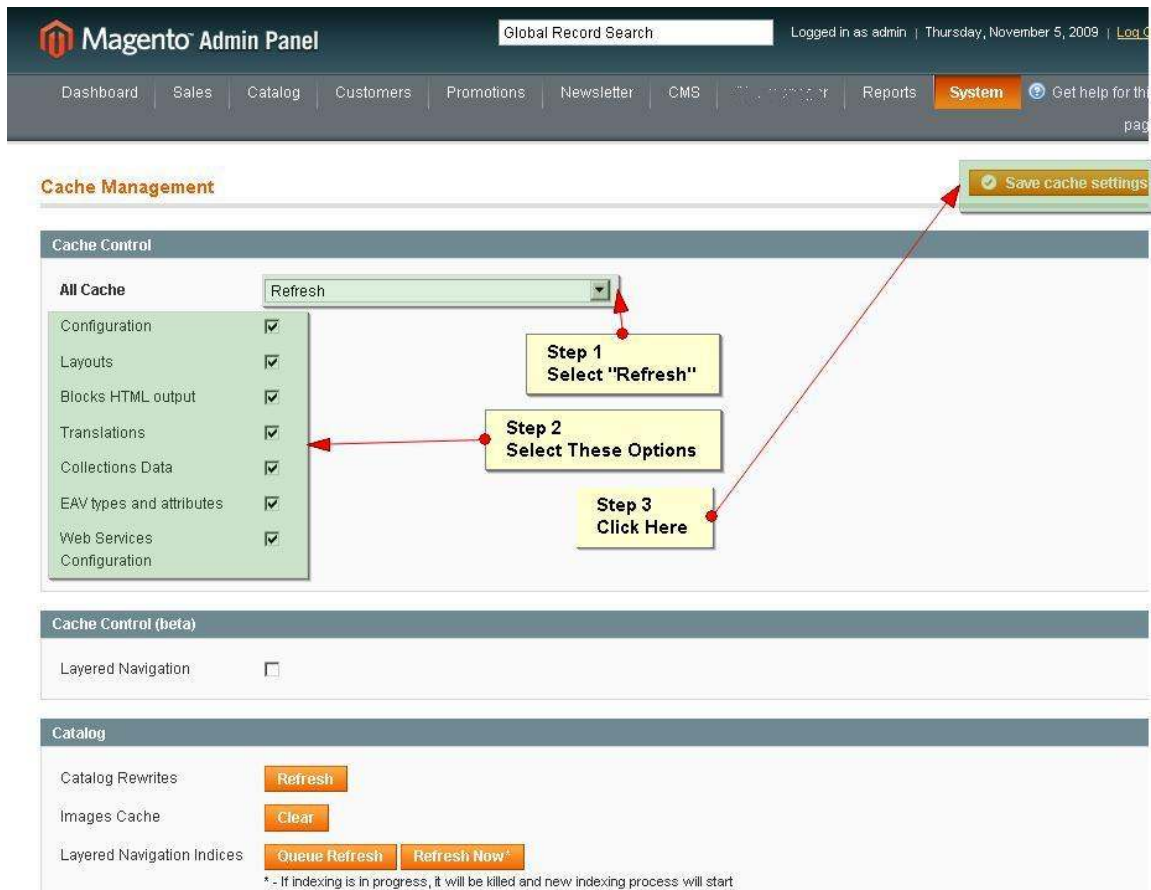 Magento™ Admin Panel
Global Record Search
Logged in as admin | Thursday, November 5, 2009 | Log
Dashboard Sales Catalog Customers Promotions Newsletter CMS Reports System Get help for
Cache Management
Save cache settings
Cache Control
All Cache Refresh
Configuration
Layouts
Step 1
Select "Refresh"
Blocks HTML output
Translations
Step 2
Select These Options
Collections Data
EAV types and attributes
Step 3
Click Here
Web Services
Configuration
Cache Control (beta)
Layered Navigation
Catalog
Catalog Rewrites Refresh
Images Cache Clear
Layered Navigation Indices Queue Refresh Refresh Now*
* - If indexing is in progress, it will be killed and new indexing process will start